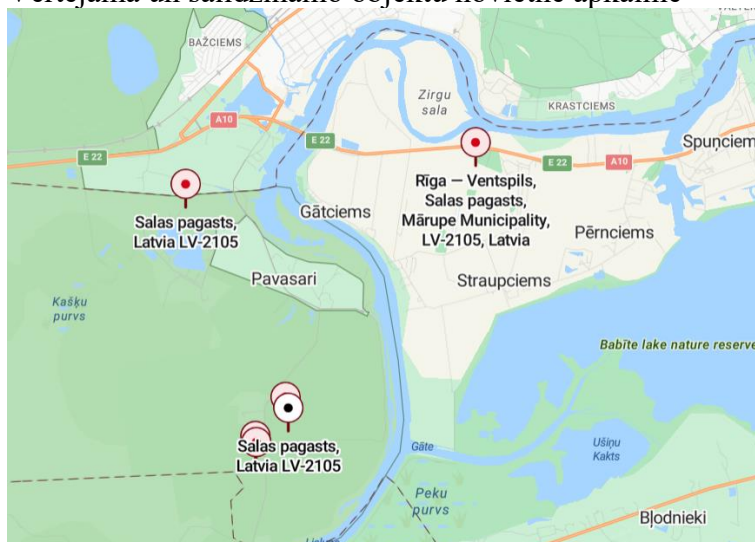 BAŽCIEMS
Zirgu
sala
KRASTCIEMS
A10
E 22
E 22
E 22
A10
Spuņciem
Rīga — Ventspils,
Salas pagasts,
Mārupe Municipality,
LV-2105, Latvia
Salas pagasts,
Latvia LV-2105
Gātciems
Pērnciems
Pavasari
Straupciems
Kašķu
purvs
Babīte lake nature reserve
Salas pagasts,
Latvia LV-2105
Gāte
Ušiņu
Kakts
Peku
purvs
Bļodnieki